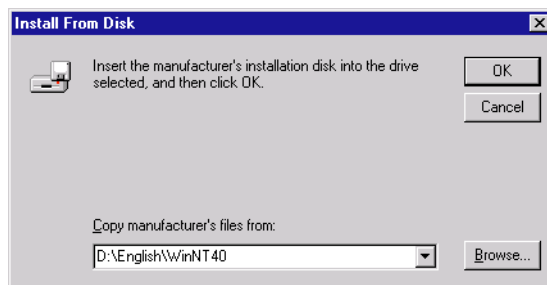 Install From Disk
Insert the manufacturer's installation disk into the drive
selected, and then click OK.
OK
Cancel
Copy manufacturer's files from:
D:\English\WinNT40
Browse...